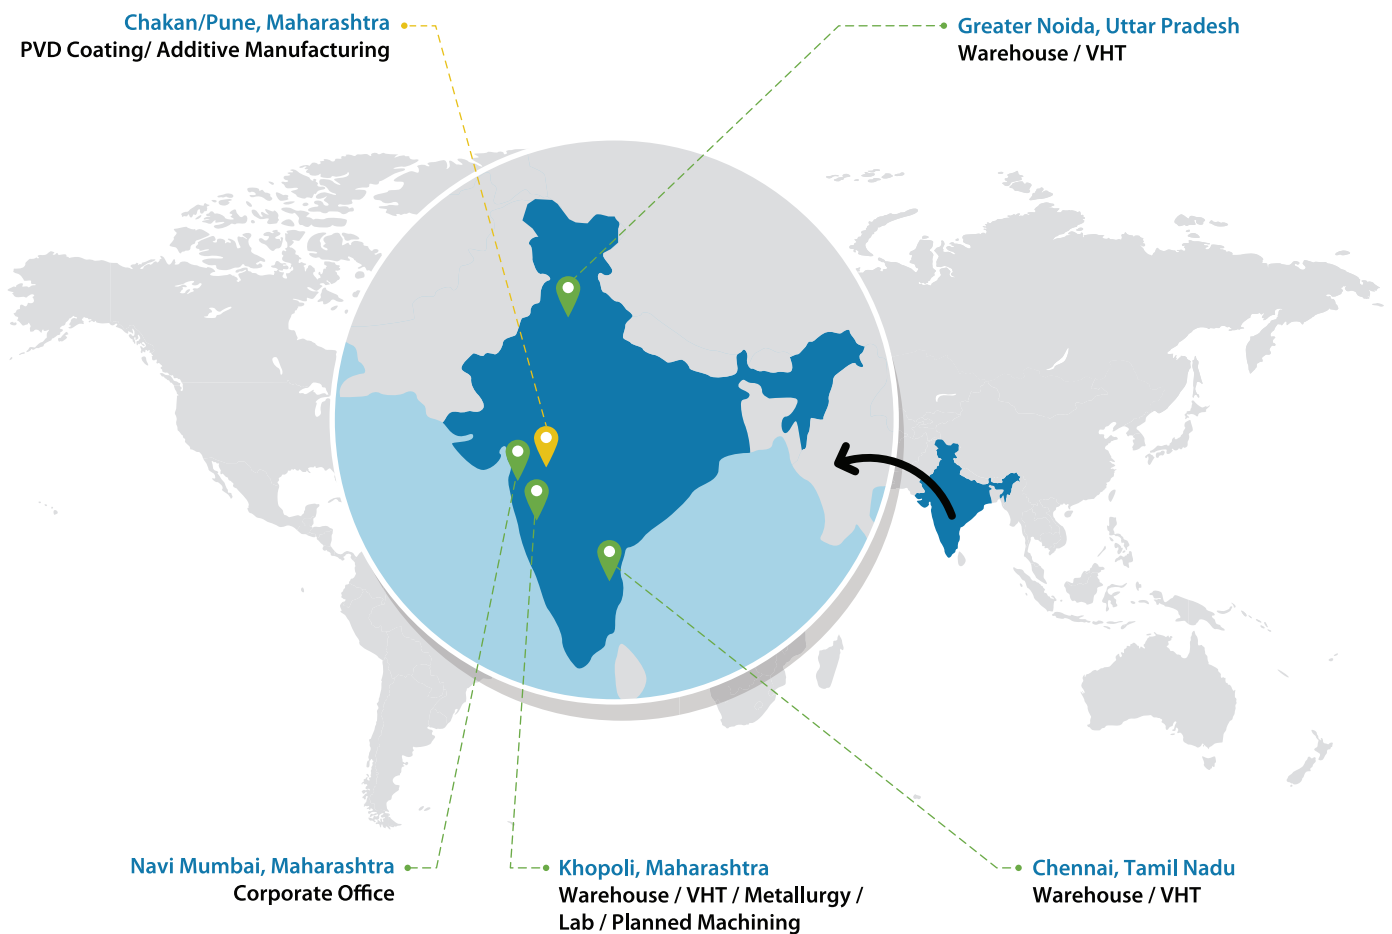 Chakan/Pune, Maharashtra
PVD Coating/ Additive Manufacturing
Greater Noida, Uttar Pradesh
Warehouse / VHT
Navi Mumbai, Maharashtra
Corporate Office
Khopoli, Maharashtra
Warehouse / VHT / Metallurgy /
Lab / Planned Machining
Chennai, Tamil Nadu
Warehouse / VHT